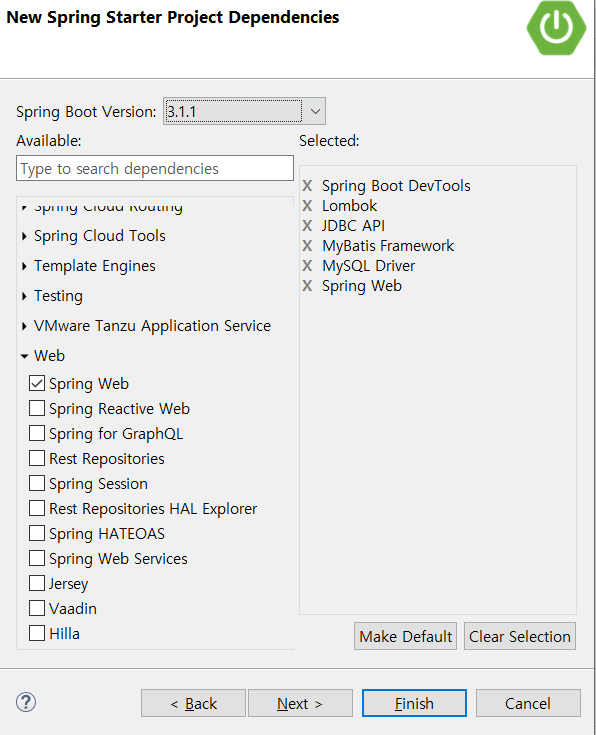 New Spring Starter Project Dependencies
Spring Boot Version: 3.1.1
Available:
Type to search dependencies
Spring Cloud Routing
Spring Cloud Tools
Template Engines
Testing
VMware Tanzu Application Service
Web
Spring Web
Spring Reactive Web
Spring for GraphQL
Rest Repositories
Spring Session
Rest Repositories HAL Explorer
Spring HATEOAS
Spring Web Services
Jersey
Vaadin
Hilla
Selected:
X Spring Boot DevTools
X Lombok
X JDBC API
X MyBatis Framework
X MySQL Driver
X Spring Web
Make Default Clear Selection
? < Back Next > Finish Cancel